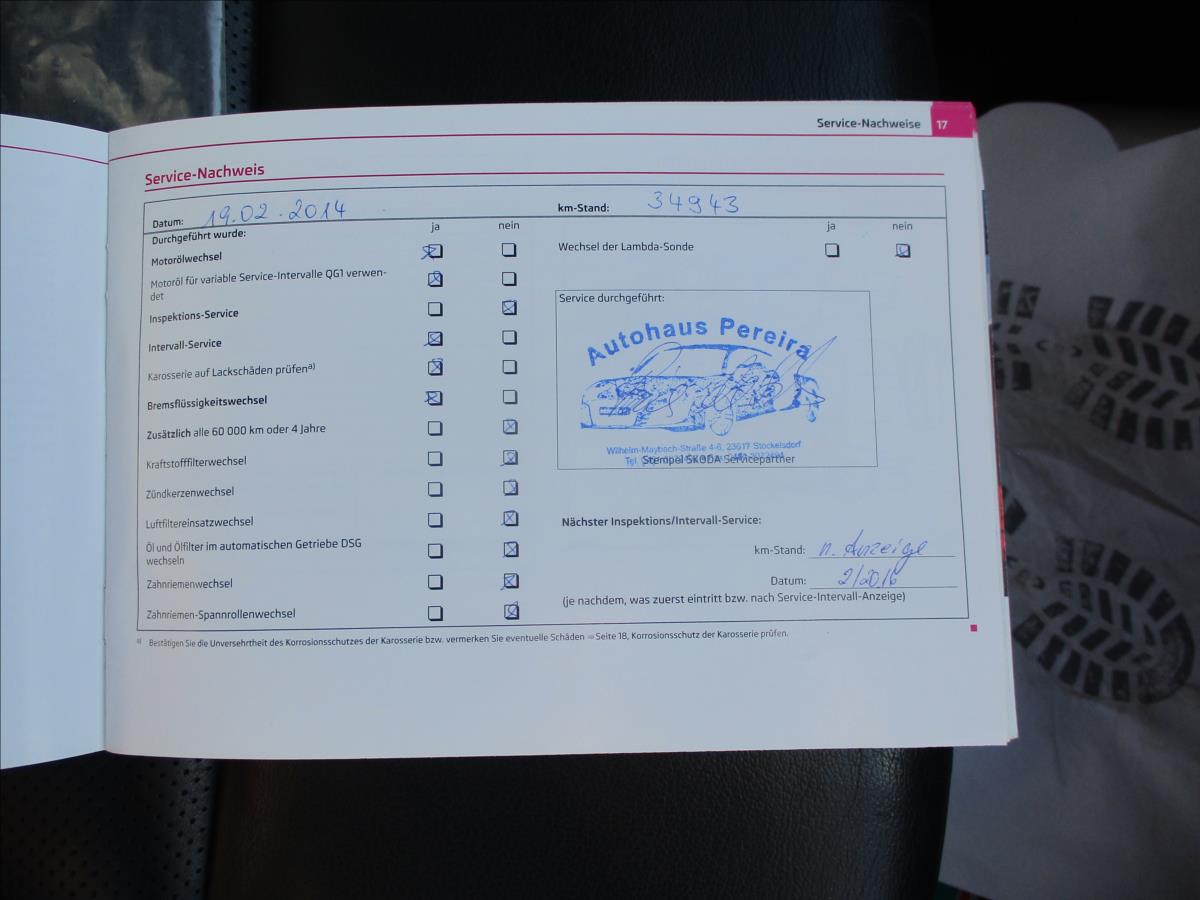 Service-Nachweise 17
Service-Nachweis
Datum: 19.02.2014 km-Stand: 34943
Durchgeführt wurde: ja nein ja nein
Motorölwechsel
Wechsel der Lambda-Sonde
Motoröl für variable Service-Intervalle QG1 verwen-
det
Inspektions-Service
Intervall-Service
Karosserie auf Lackschäden prüfen a)
Bremsflüssigkeitswechsel
Zusätzlich alle 60 000 km oder 4 Jahre
Kraftstofffilterwechsel
Zündkerzenwechsel
Luftfiltereinsatzwechsel
Öl und Ölfilter im automatischen Getriebe DSG
wechseln
Zahnriemenwechsel
Zahnriemen-Spannrollenwechsel
Service durchgeführt:
Autohaus Pereira
Wilhelm-Maybach-Straße 4-6, 23617 Stockelsdorf
Tel.
Stempel ŠKODA Servicepartner
Nächster Inspektions/Intervall-Service:
km-Stand: n. Anzeige
Datum: 2/2016
(je nachdem, was zuerst eintritt bzw. nach Service-Intervall-Anzeige)
a) Bestätigen Sie die Unversehrtheit des Korrosionsschutzes der Karosserie bzw. vermerken Sie eventuelle Schäden ⇒ Seite 18, Korrosionsschutz der Karosserie prüfen.